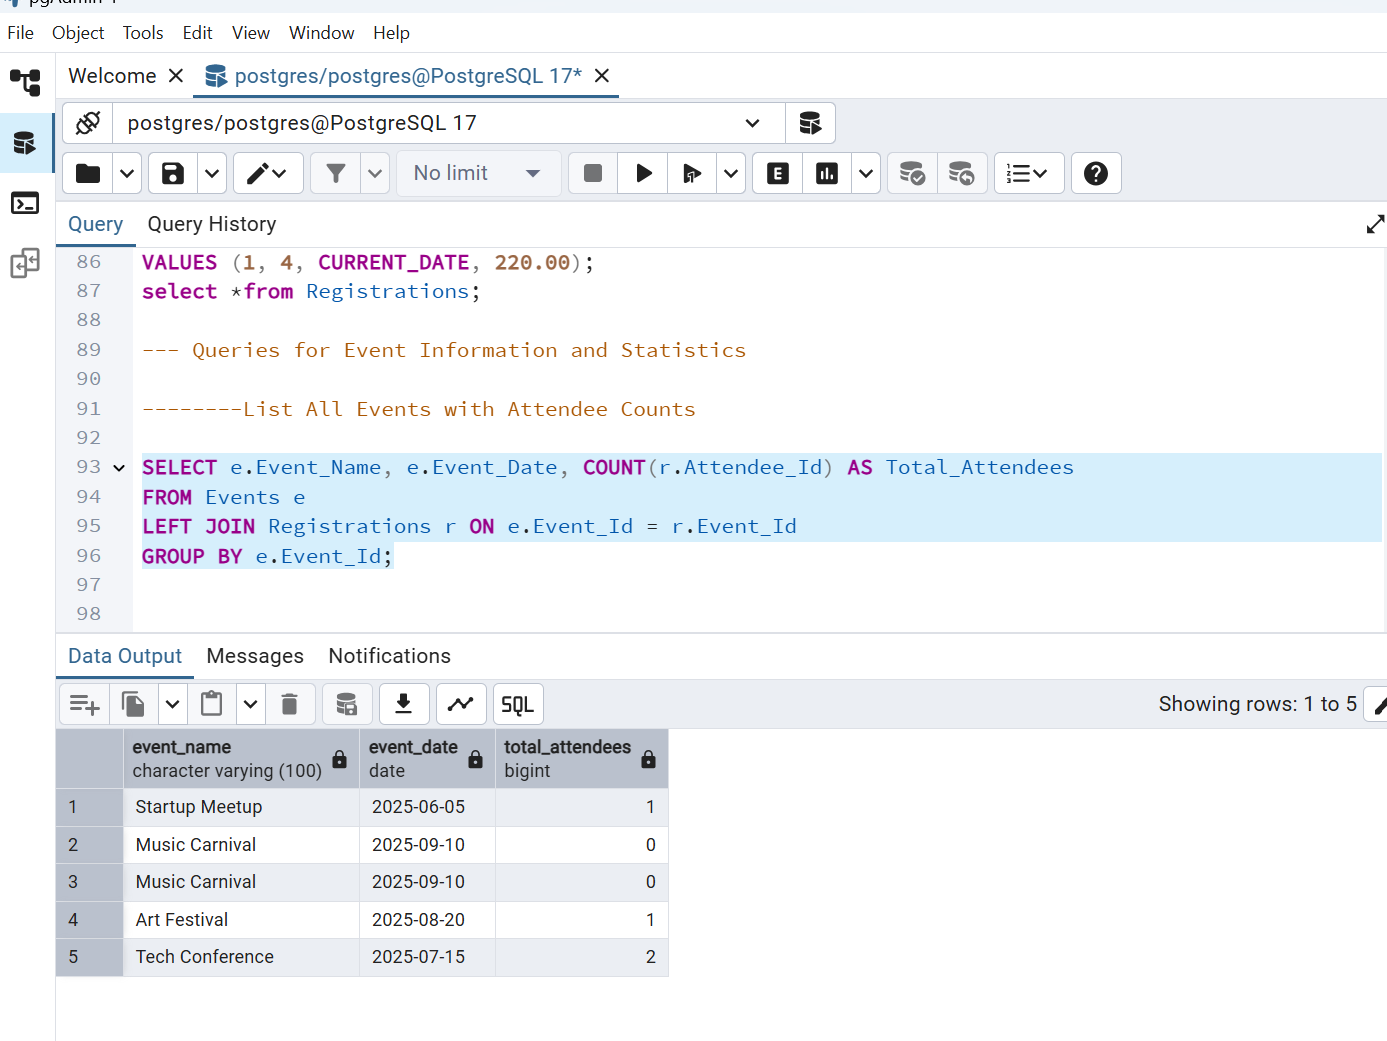 pgAdmin 4
File Object Tools Edit View Window Help
Welcome postgres/postgres@PostgreSQL 17*
postgres/postgres@PostgreSQL 17
No limit
Query Query History
86 VALUES (1, 4, CURRENT_DATE, 220.00);
87 select *from Registrations;
88
89 --- Queries for Event Information and Statistics
90
91 --------List All Events with Attendee Counts
92
93 SELECT e.Event_Name, e.Event_Date, COUNT(r.Attendee_Id) AS Total_Attendees
94 FROM Events e
95 LEFT JOIN Registrations r ON e.Event_Id = r.Event_Id
96 GROUP BY e.Event_Id;
97
98
Data Output Messages Notifications
SQL Showing rows: 1 to 5
event_name event_date total_attendees
character varying (100) date bigint
1 Startup Meetup 2025-06-05 1
2 Music Carnival 2025-09-10 0
3 Music Carnival 2025-09-10 0
4 Art Festival 2025-08-20 1
5 Tech Conference 2025-07-15 2